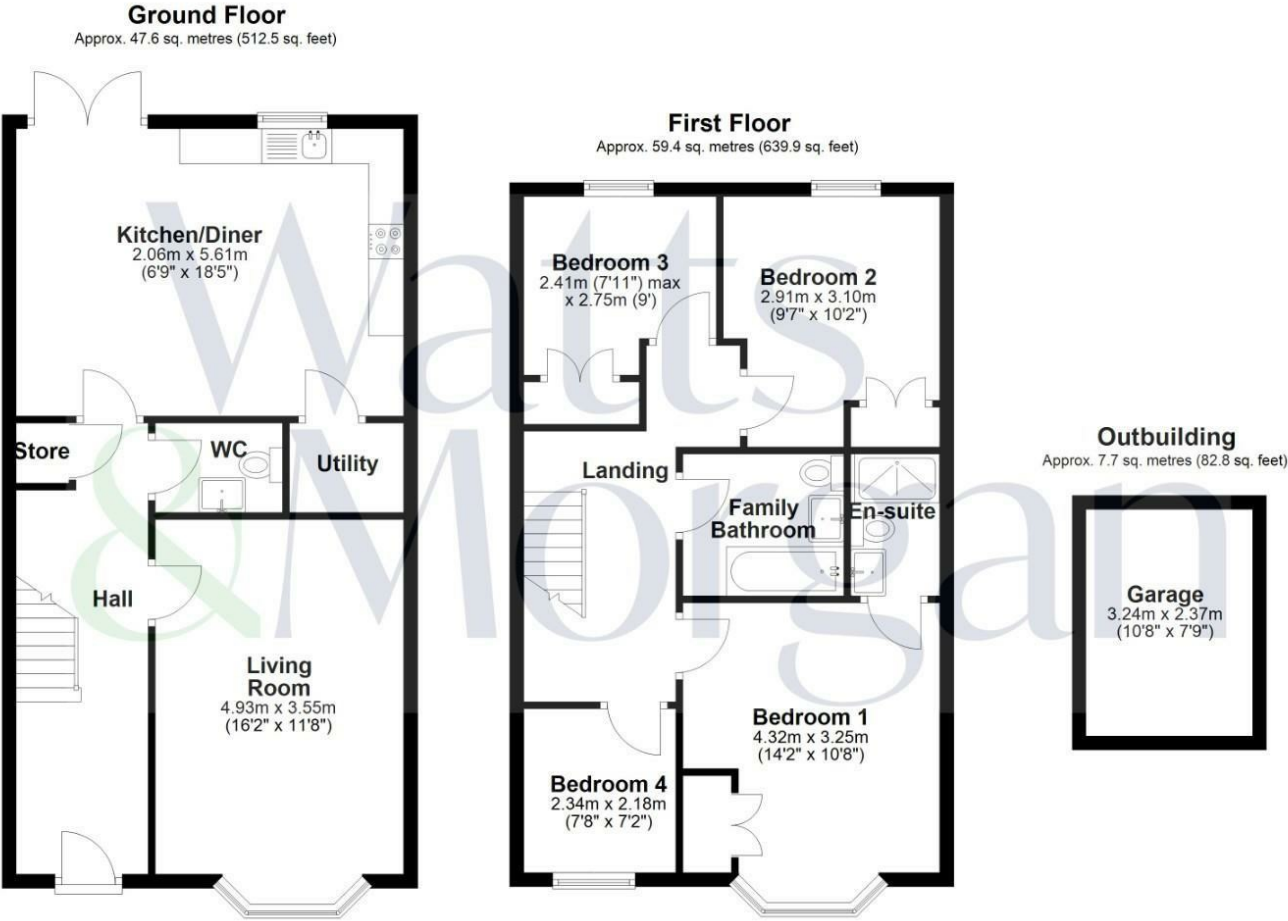 Ground Floor
Approx. 47.6 sq. metres (512.5 sq. feet)
Kitchen/Diner
2.06m x 5.61m
(6'9" x 18'5")
Store
WC
Utility
Hall
Living
Room
4.93m x 3.55m
(16'2" x 11'8")
First Floor
Approx. 59.4 sq. metres (639.9 sq. feet)
Bedroom 3
2.41m (7'11") max
x 2.75m (9')
Bedroom 2
2.91m x 3.10m
(9'7" x 10'2")
Landing
Family
Bathroom
En-suite
Bedroom 1
4.32m x 3.25m
(14'2" x 10'8")
Bedroom 4
2.34m x 2.18m
(7'8" x 7'2")
Outbuilding
Approx. 7.7 sq. metres (82.8 sq. feet)
Garage
3.24m x 2.37m
(10'8" x 7'9")
Watts
&Morgan